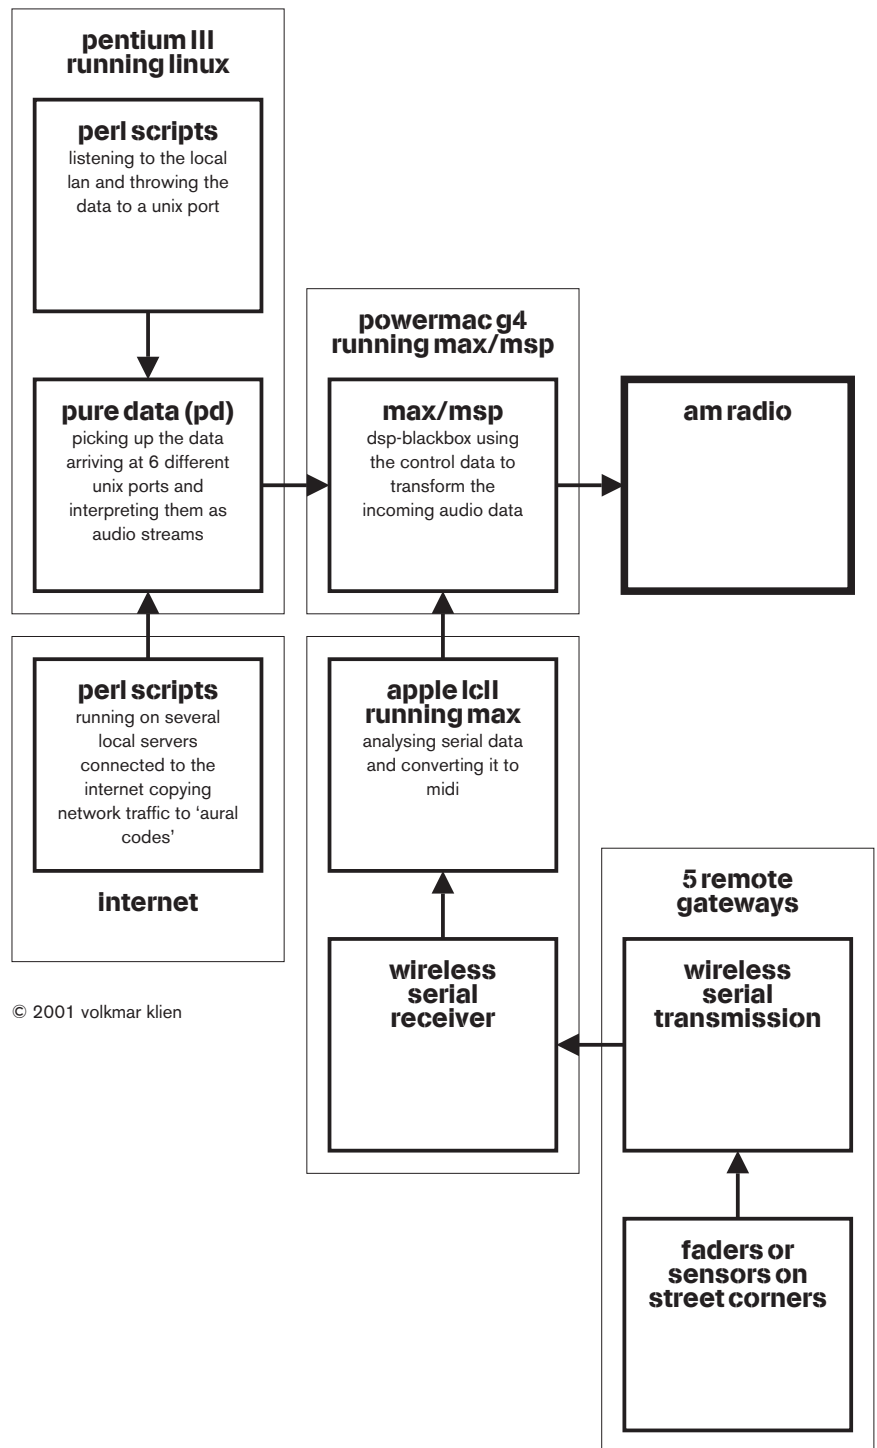 pentium III
running linux
perl scripts
listening to the local
lan and throwing the
data to a unix port
pure data (pd)
picking up the data
arriving at 6 different
unix ports and
interpreting them as
audio streams
powermac g4
running max/msp
max/msp
dsp-blackbox using
the control data to
transform the
incoming audio data
am radio
perl scripts
running on several
local servers
connected to the
internet copying
network traffic to ‘aural
codes’
internet
apple lcII
running max
analysing serial data
and converting it to
midi
wireless
serial
receiver
5 remote
gateways
wireless
serial
transmission
faders or
sensors on
street corners
© 2001 volkmar klien